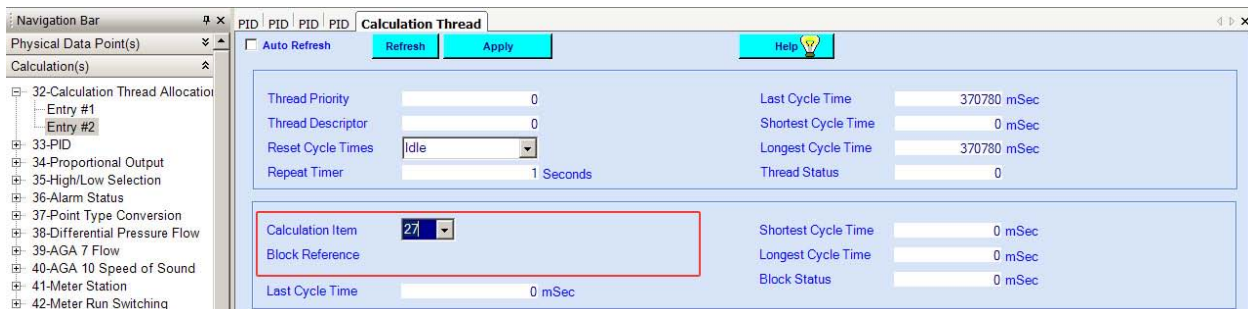 Navigation Bar
PID PID PID PID Calculation Thread
Physical Data Point(s)
Auto Refresh Refresh Apply Help
Calculation(s)
32-Calculation Thread Allocation
Entry #1
Entry #2
33-PID
34-Proportional Output
35-High/Low Selection
36-Alarm Status
37-Point Type Conversion
38-Differential Pressure Flow
39-AGA 7 Flow
40-AGA 10 Speed of Sound
41-Meter Station
42-Meter Run Switching
Thread Priority 0
Thread Descriptor 0
Reset Cycle Times Idle
Repeat Timer 1 Seconds
Last Cycle Time 370780 mSec
Shortest Cycle Time 0 mSec
Longest Cycle Time 370780 mSec
Thread Status 0
Calculation Item 27
Block Reference
Last Cycle Time 0 mSec
Shortest Cycle Time 0 mSec
Longest Cycle Time 0 mSec
Block Status 0 mSec